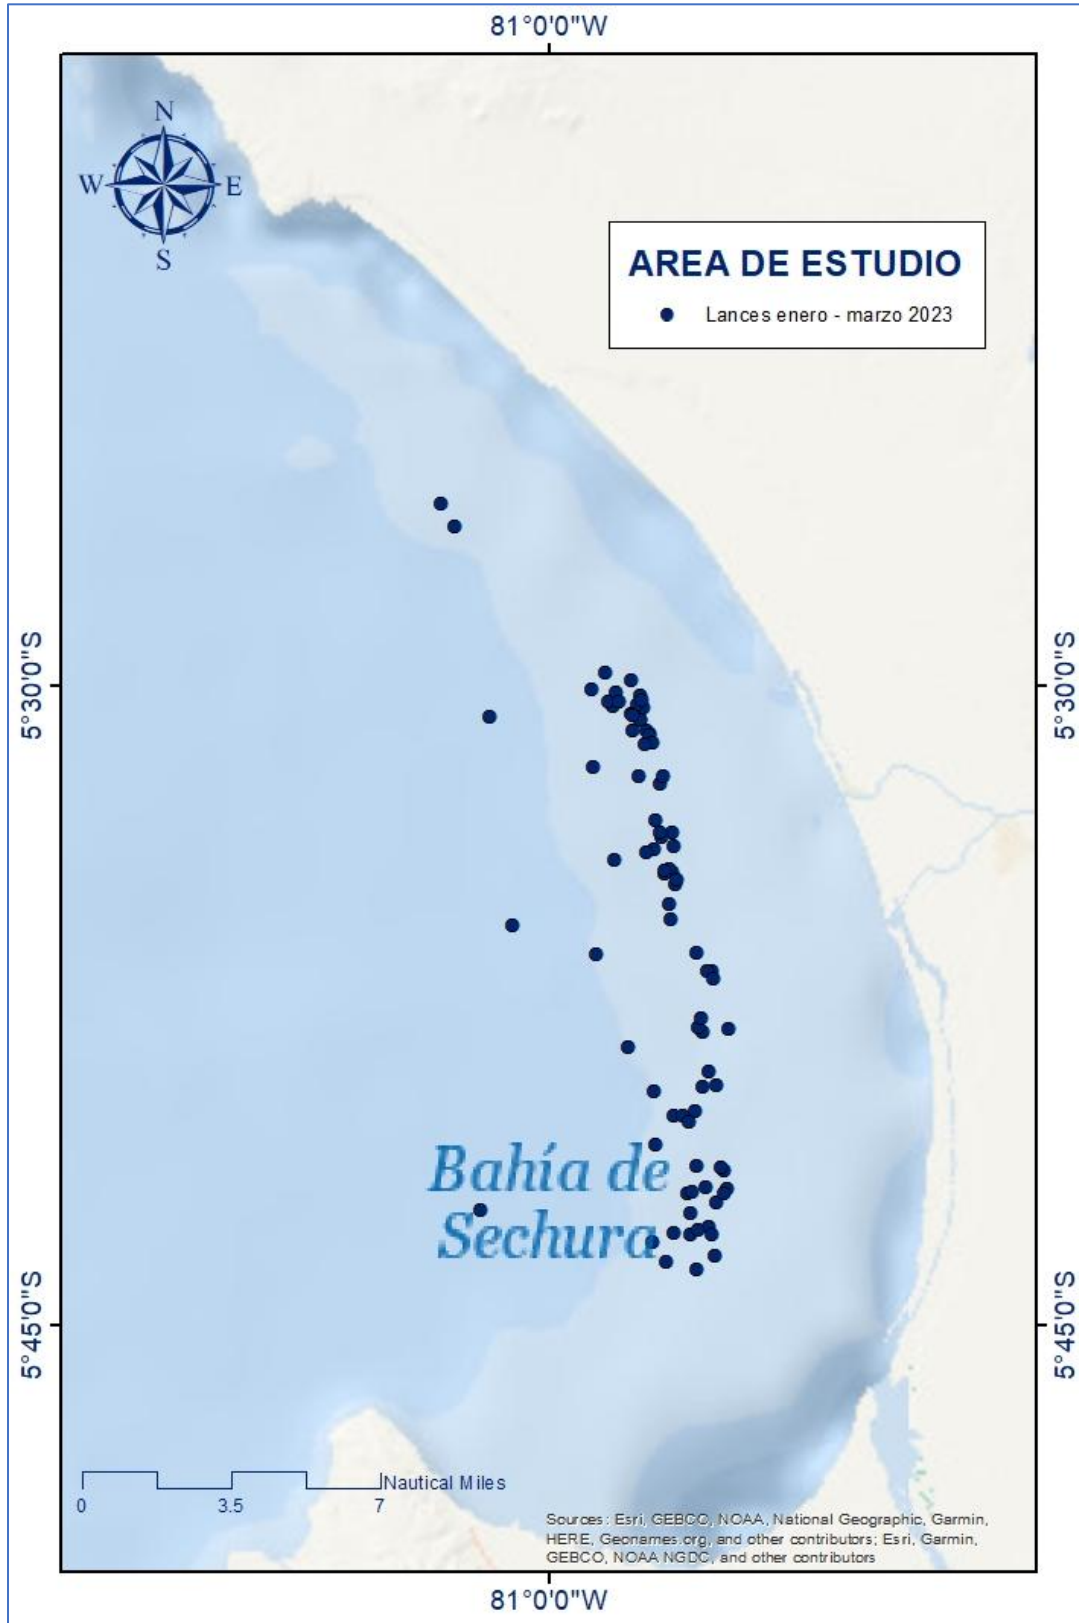 81°0'0"W
N
W E
S
AREA DE ESTUDIO
Lances enero - marzo 2023
5°30'0"S
5°30'0"S
Bahía de
Sechura
5°45'0"S
5°45'0"S
Nautical Miles
0 3.5 7
Sources: Esri, GEBCO, NOAA, National Geographic, Garmin,
HERE, Geonames.org, and other contributors; Esri, Garmin,
GEBCO, NOAA NGDC, and other contributors
81°0'0"W